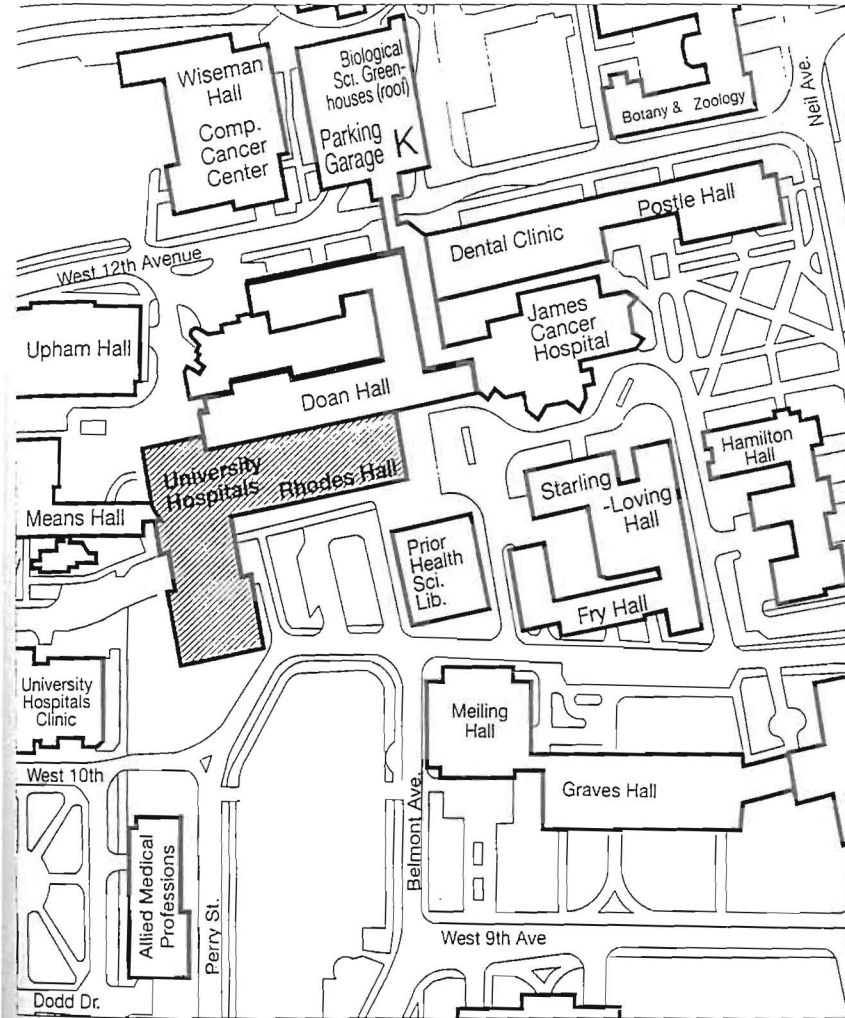 Wiseman
Hall
Comp.
Cancer
Center
Biological
Sci. Green-
houses (roof)
Parking
Garage K
Botany & Zoology
Neil Ave.
Postle Hall
Dental Clinic
West 12th Avenue
James
Cancer
Hospital
Upham Hall
Doan Hall
Hamilton
Hall
University
Hospitals
Rhodes Hall
Starling
-Loving
Hall
Means Hall
Prior
Health
Sci.
Lib.
Fry Hall
University
Hospitals
Clinic
Meiling
Hall
West 10th
Graves Hall
Belmont Ave.
Allied Medical
Professions
Perry St.
West 9th Ave
Dodd Dr.